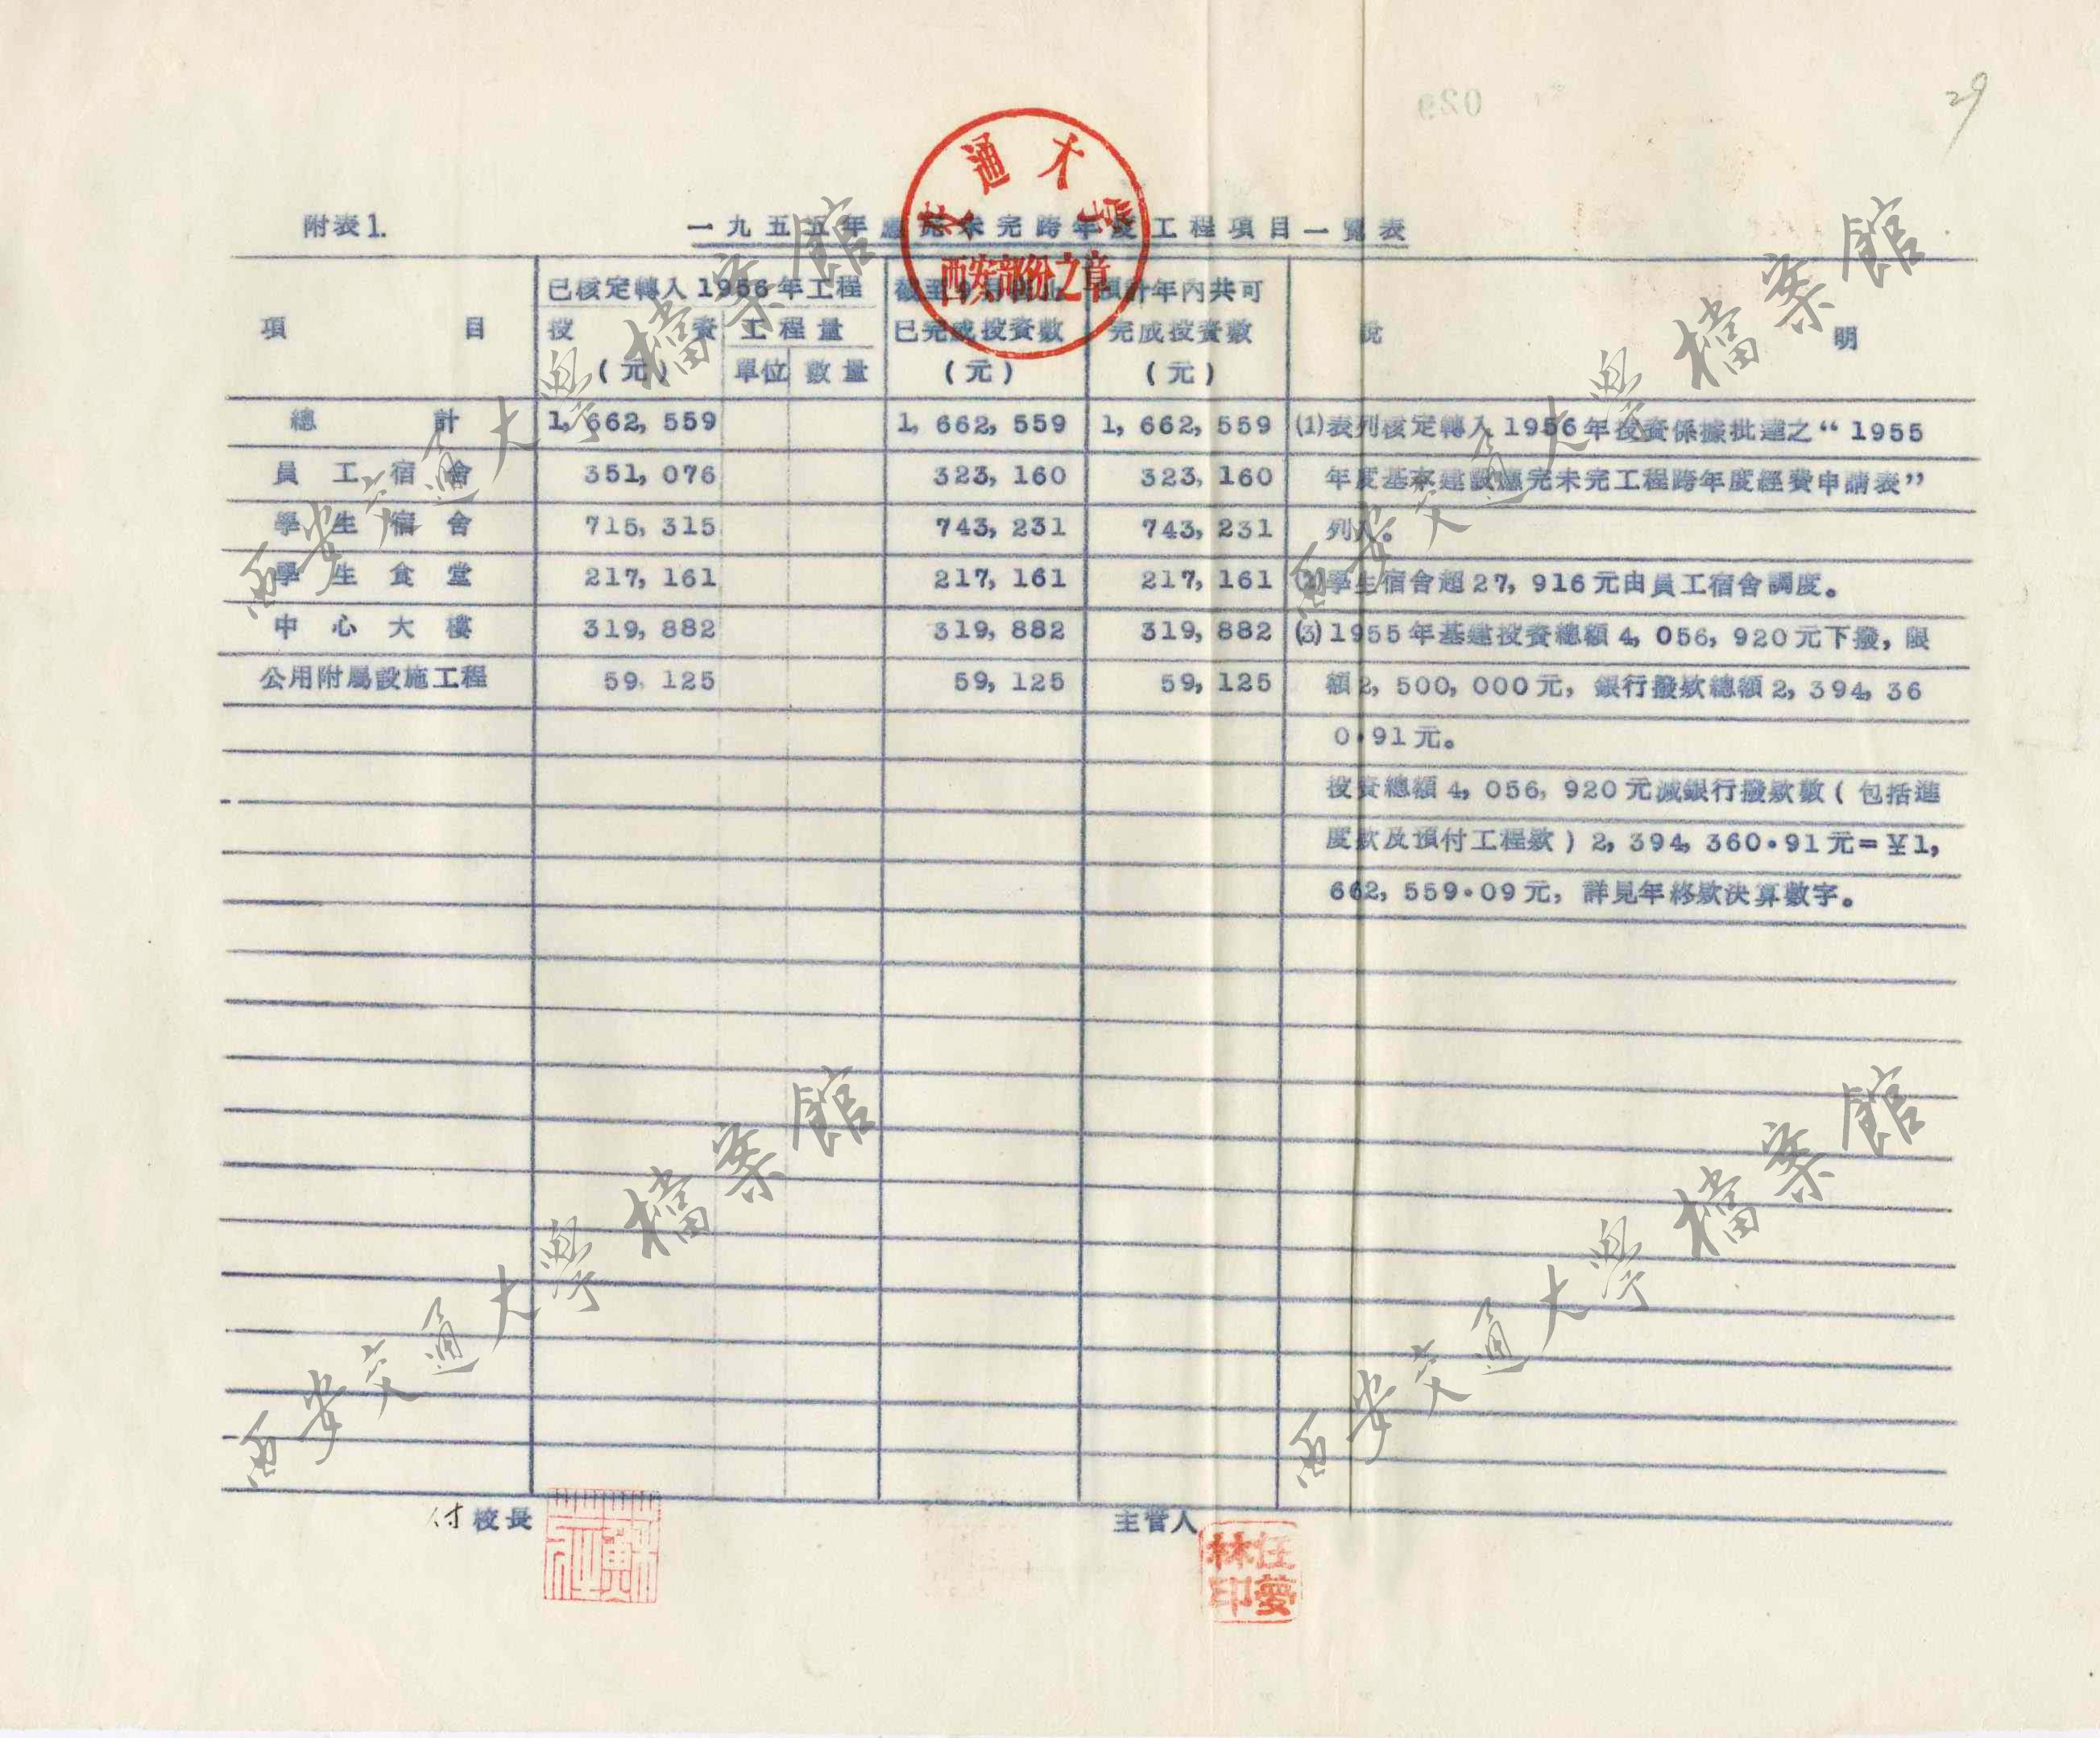 29
029
附表1.
一九五五年應完未完跨年度工程項目一覽表
交通大學
西安部份之章
項目
已核定轉入1956年工程
投資
(元)
工程量
單位 數量
截至9月
已完成投資數
(元)
預計年內共可
完成投資數
(元)
說明
總計 1,662,559 1,662,559 1,662,559 (1)表列核定轉入1956年投資係據批遞之“1955
員工宿舍 351,076 323,160 323,160 年度基本建設應完未完工程跨年度經費申請表”
學生宿舍 715,315 743,231 743,231 列入。
學生食堂 217,161 217,161 217,161 (2)學生宿舍超27,916元由員工宿舍調度。
中心大樓 319,882 319,882 319,882 (3)1955年基建投資總額4,056,920元下撥,限
公用附屬設施工程 59,125 59,125 59,125 額2,500,000元,銀行撥款總額2,394,36
0.91元。
投資總額4,056,920元減銀行撥款數(包括進
度款及預付工程款)2,394,360.91元=¥1,
662,559.09元,詳見年終款決算數字。
付校長
主管人
任夢林印
西安交通大學檔案館
西安交通大學檔案館
西安交通大學檔案館
西安交通大學檔案館